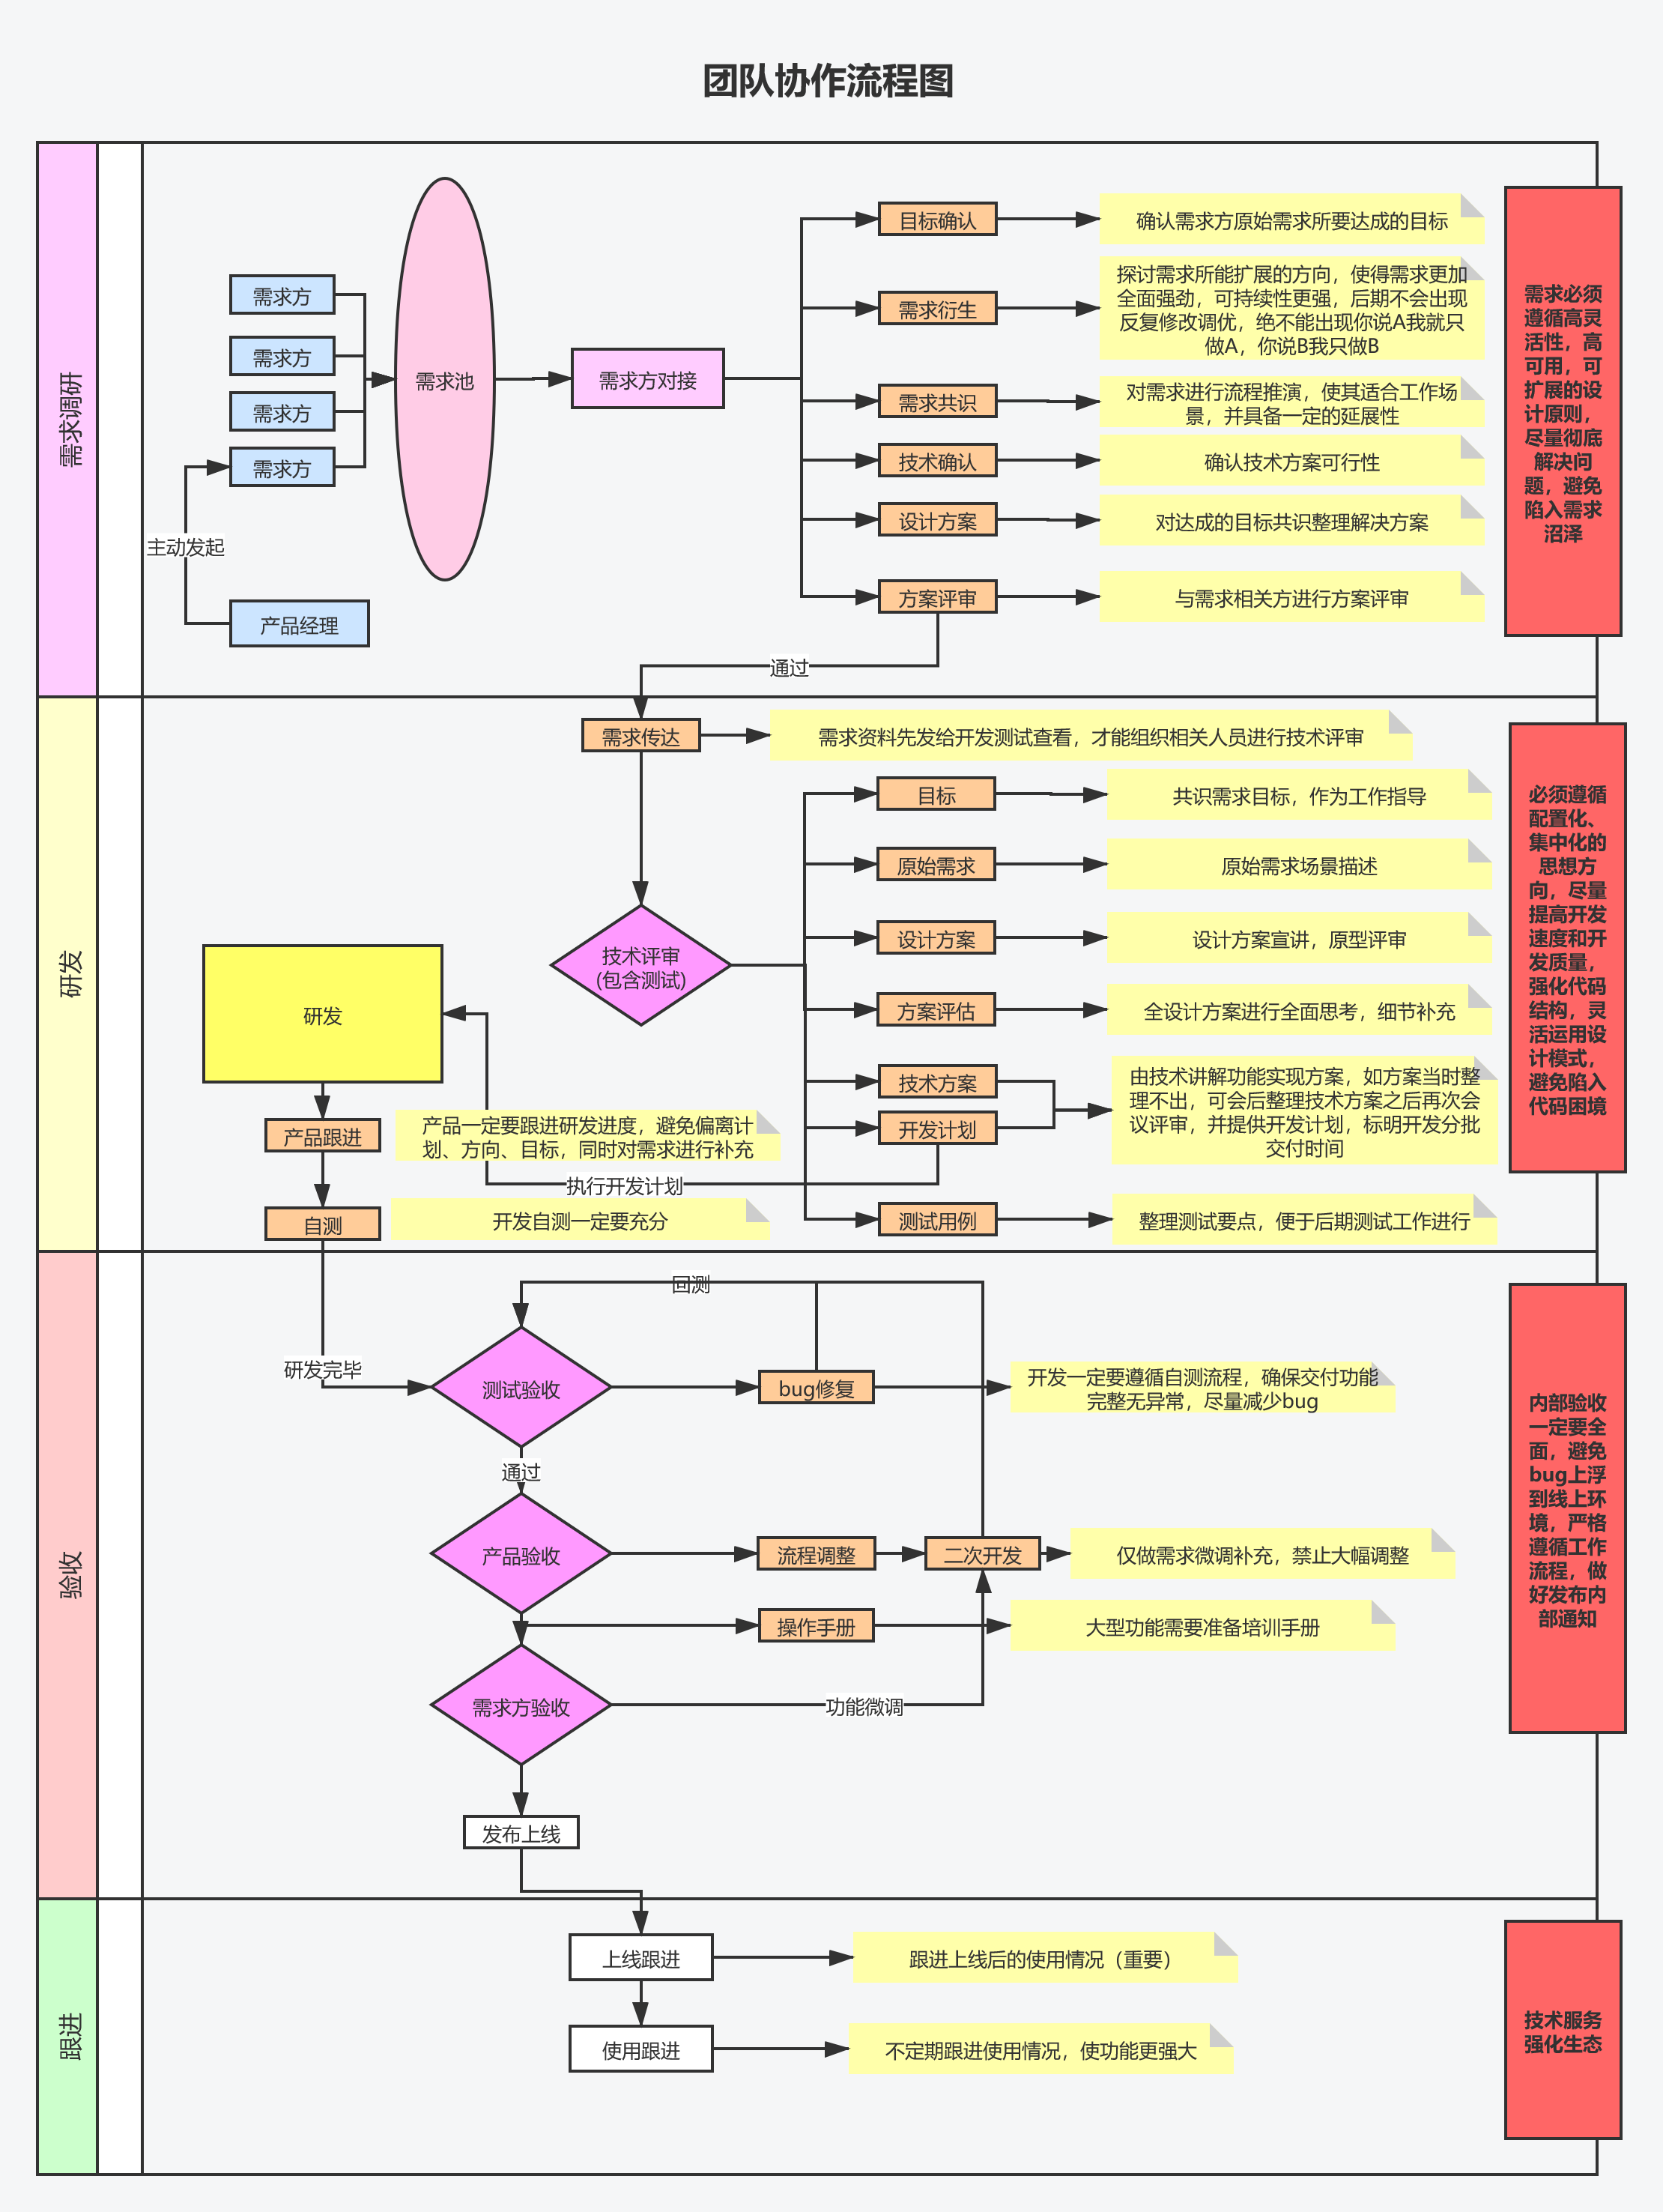 团队协作流程图
需求调研
需求方
需求方
需求方
需求方
主动发起
产品经理
需求池
需求方对接
目标确认
确认需求方原始需求所要达成的目标
需求衍生
探讨需求所能扩展的方向，使得需求更加
全面强劲，可持续性更强，后期不会出现
反复修改调优，绝不能出现你说A我就只
做A，你说B我只做B
需求共识
对需求进行流程推演，使其适合工作场
景，并具备一定的延展性
技术确认
确认技术方案可行性
设计方案
对达成的目标共识整理解决方案
方案评审
与需求相关方进行方案评审
通过
需求必须
遵循高灵
活性，高
可用，可
扩展的设
计原则，
尽量彻底
解决问
题，避免
陷入需求
沼泽
研发
需求传达
需求资料先发给开发测试查看，才能组织相关人员进行技术评审
技术评审
(包含测试)
目标
共识需求目标，作为工作指导
原始需求
原始需求场景描述
设计方案
设计方案宣讲，原型评审
方案评估
全设计方案进行全面思考，细节补充
技术方案
开发计划
由技术讲解功能实现方案，如方案当时整
理不出，可会后整理技术方案之后再次会
议评审，并提供开发计划，标明开发分批
交付时间
测试用例
整理测试要点，便于后期测试工作进行
执行开发计划
研发
产品跟进
产品一定要跟进研发进度，避免偏离计
划、方向、目标，同时对需求进行补充
自测
开发自测一定要充分
必须遵循
配置化、
集中化的
思想方
向，尽量
提高开发
速度和开
发质量，
强化代码
结构，灵
活运用设
计模式，
避免陷入
代码困境
验收
研发完毕
回测
测试验收
bug修复
开发一定要遵循自测流程，确保交付功能
完整无异常，尽量减少bug
通过
产品验收
流程调整
二次开发
仅做需求微调补充，禁止大幅调整
操作手册
大型功能需要准备培训手册
需求方验收
功能微调
发布上线
内部验收
一定要全
面，避免
bug上浮
到线上环
境，严格
遵循工作
流程，做
好发布内
部通知
跟进
上线跟进
跟进上线后的使用情况（重要）
使用跟进
不定期跟进使用情况，使功能更强大
技术服务
强化生态